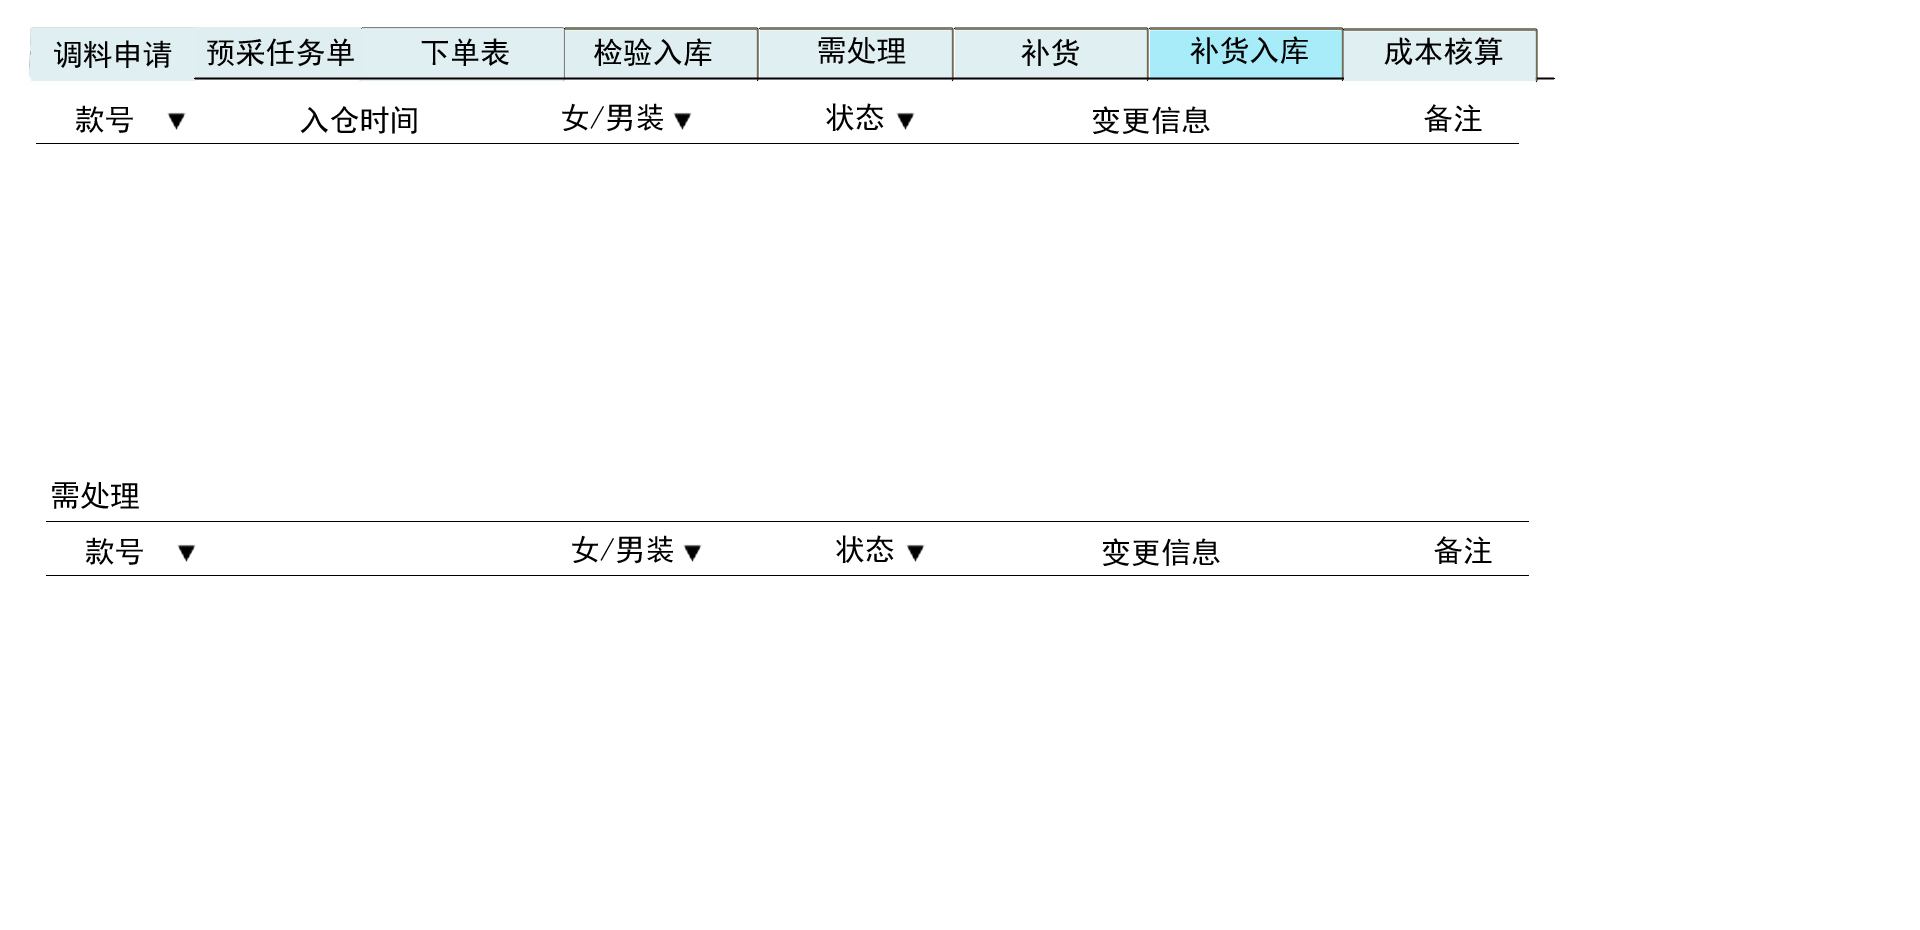 调料申请 预采任务单 下单表 检验入库 需处理 补货 补货入库 成本核算
款号 ▼ 入仓时间 女/男装 ▼ 状态 ▼ 变更信息 备注
需处理
款号 ▼ 女/男装 ▼ 状态 ▼ 变更信息 备注